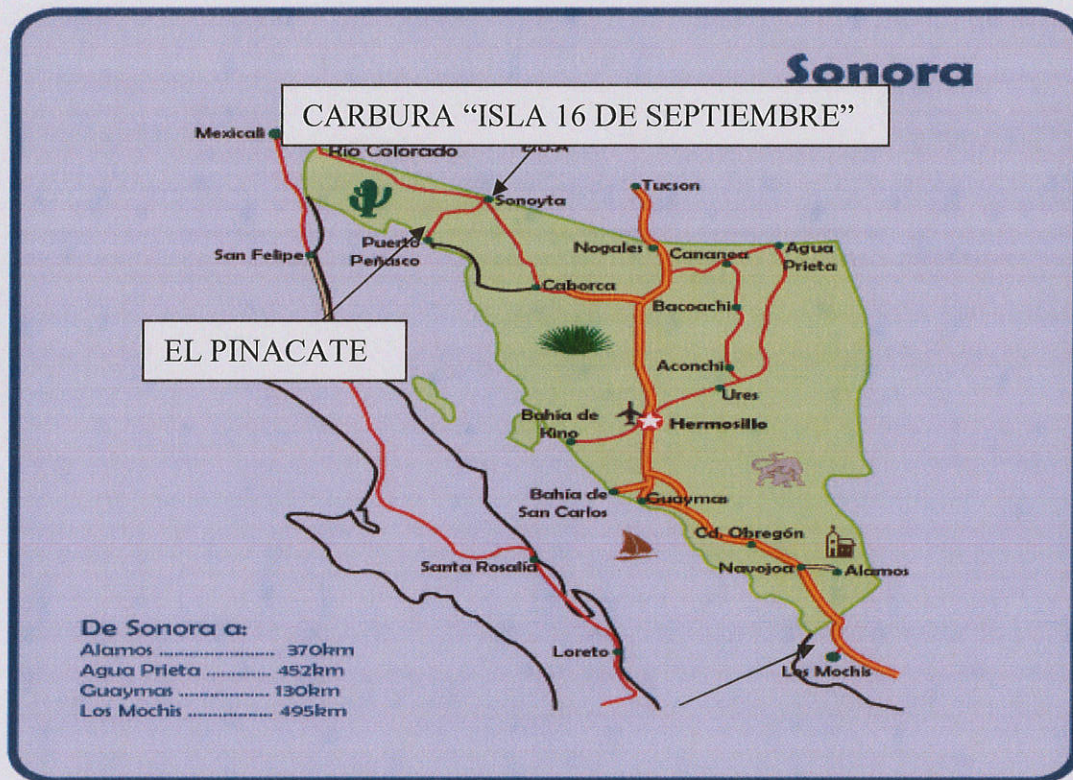 Sonora
CARBURA “ISLA 16 DE SEPTIEMBRE”
Mexicali
Rio Colorado
Sonoyta
Tucson
Puerto
Peñasco
San Felipe
Nogales
Cananea
Agua
Prieta
Caborca
Bacoachi
EL PINACATE
Aconchi
Ures
Bahía de
Kino
Hermosillo
Bahía de
San Carlos
Guaymas
Cd. Obregón
Navojoa
Alamos
Santa Rosalía
Loreto
Los Mochis
De Sonora a:
Alamos ........................ 370km
Agua Prieta ............. 452km
Guaymas .................. 130km
Los Mochis ................. 495km